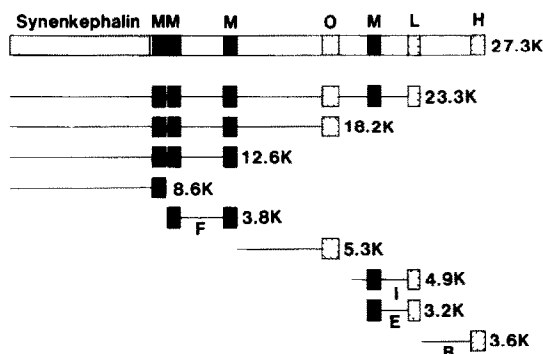 Synenkephalin MM M O M L H
27.3K
23.3K
18.2K
12.6K
8.6K
3.8K
F
5.3K
4.9K
I
3.2K
E
3.6K
B